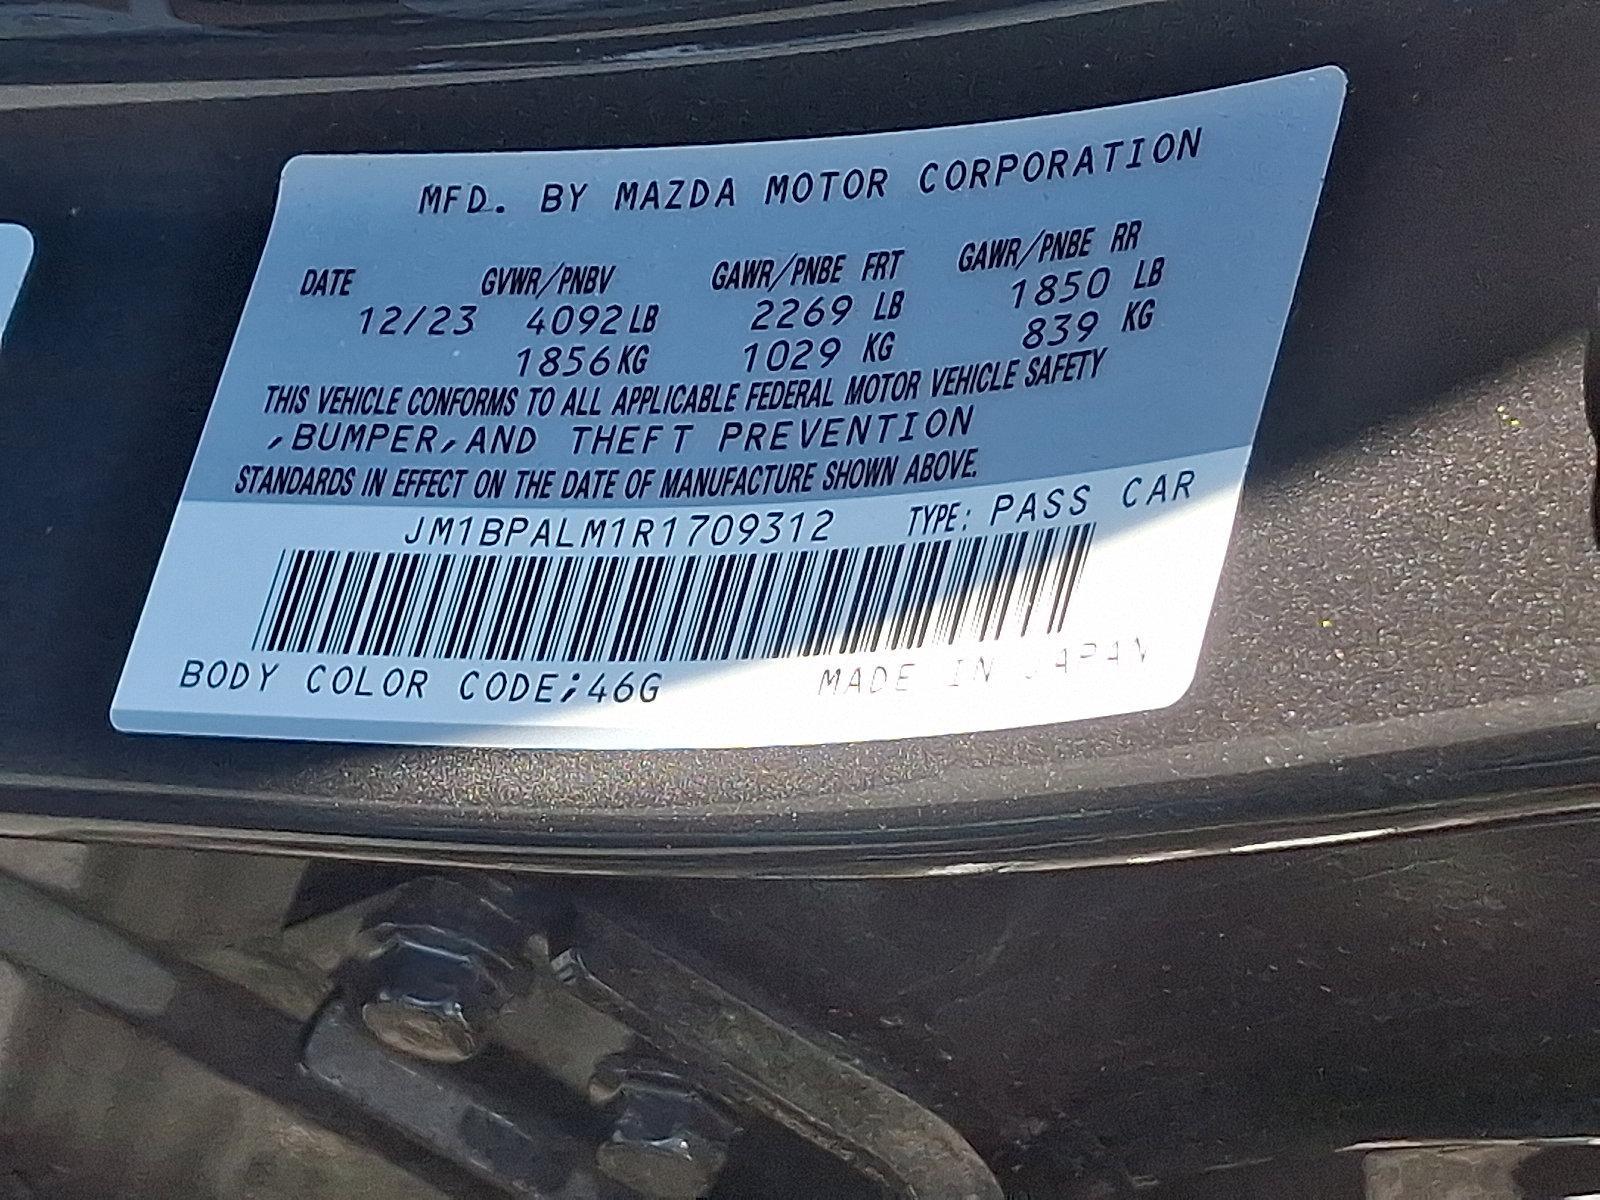 MFD. BY MAZDA MOTOR CORPORATION
DATE GVWR/PNBV GAWR/PNBE FRT GAWR/PNBE RR
12/23 4092 LB 2269 LB 1850 LB
1856 KG 1029 KG 839 KG
THIS VEHICLE CONFORMS TO ALL APPLICABLE FEDERAL MOTOR VEHICLE SAFETY
,BUMPER,AND THEFT PREVENTION
STANDARDS IN EFFECT ON THE DATE OF MANUFACTURE SHOWN ABOVE.
JM1BPALM1R1709312 TYPE: PASS CAR
BODY COLOR CODE;46G MADE IN JAPAN